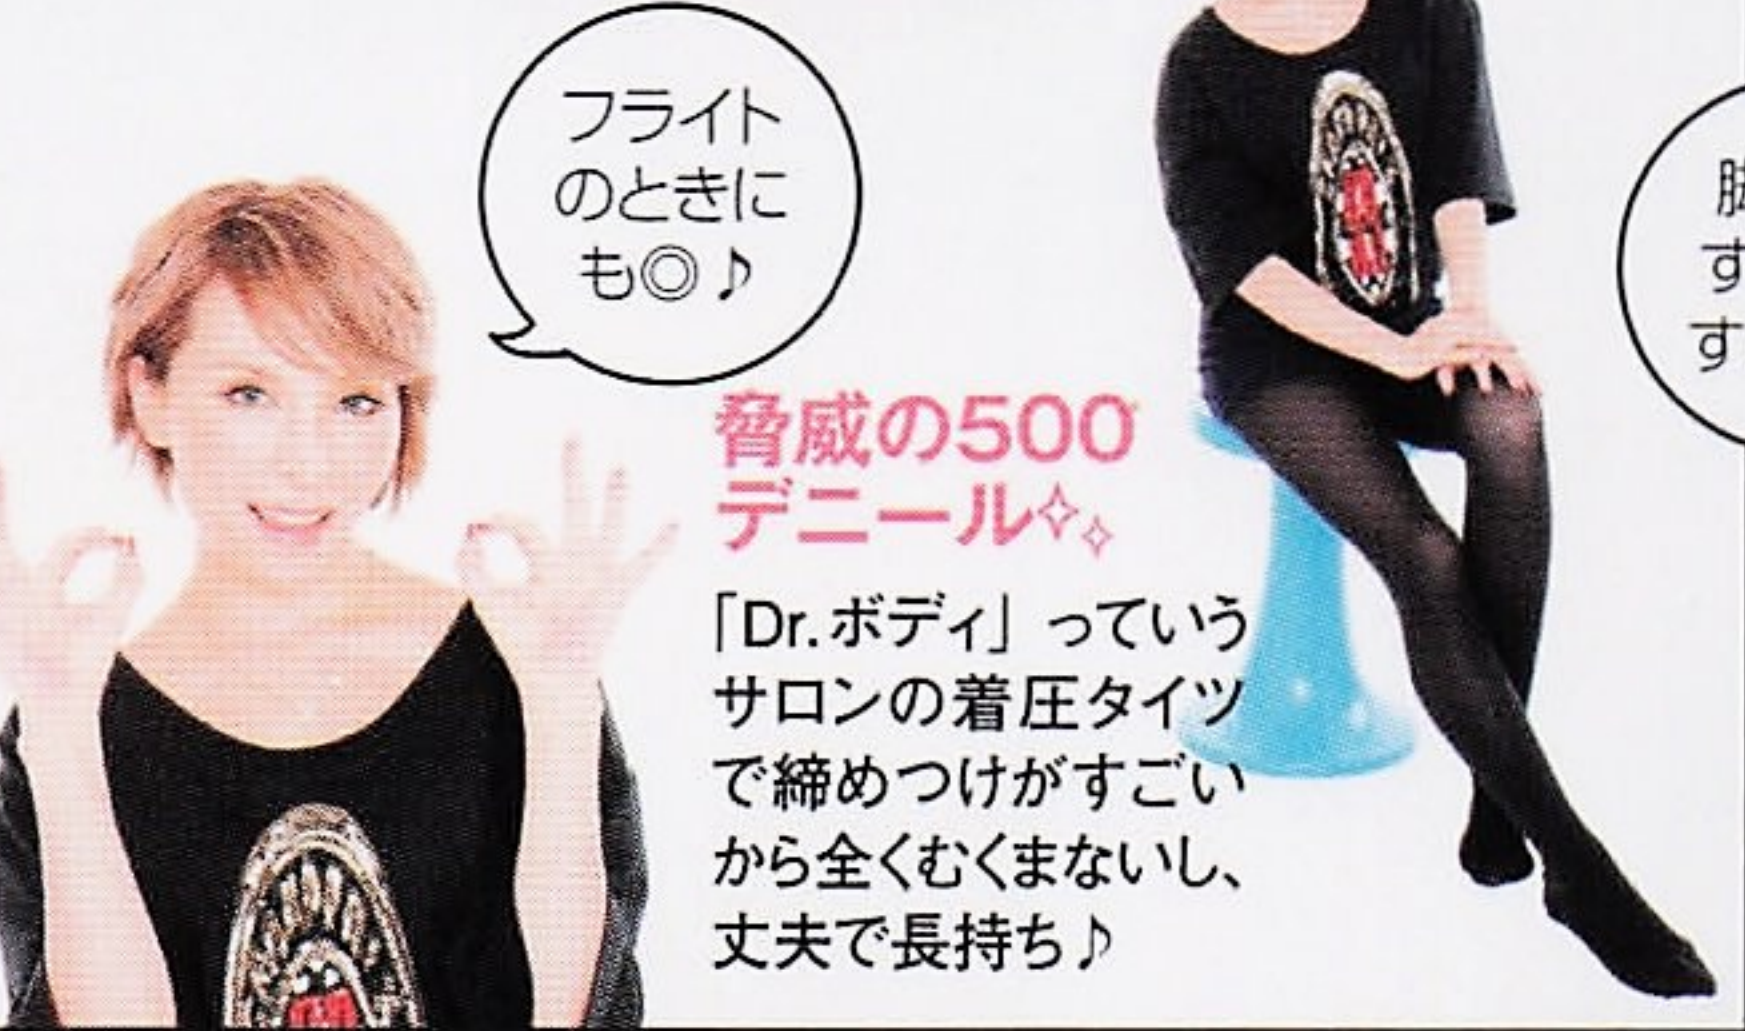 フライト
のときに
も◎♪
脅威の500
デニール✧✧
「Dr.ボディ」っていう
サロンの着圧タイツ
で締めつけがすごい
から全くむくまないし、
丈夫で長持ち♪
す
す